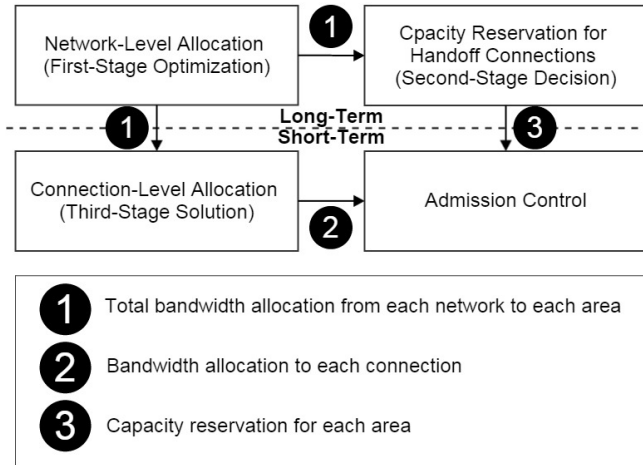 Network-Level Allocation
(First-Stage Optimization)
1
Cpacity Reservation for
Handoff Connections
(Second-Stage Decision)
1
Long-Term
Short-Term
3
Connection-Level Allocation
(Third-Stage Solution)
2
Admission Control
1 Total bandwidth allocation from each network to each area
2 Bandwidth allocation to each connection
3 Capacity reservation for each area